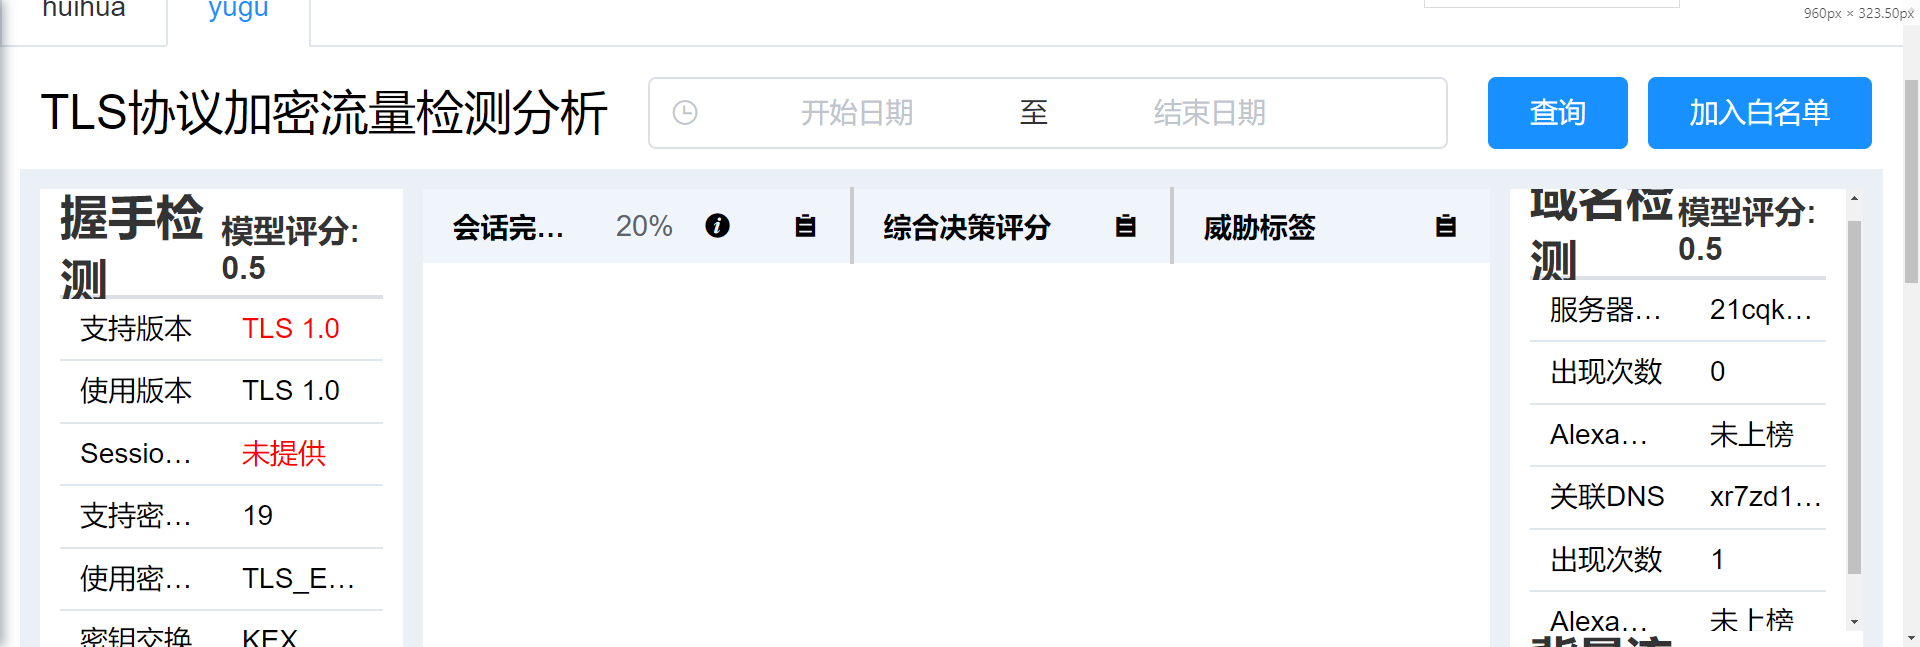 huihua
yugu
960px × 323.50px
TLS协议加密流量检测分析
开始日期
至
结束日期
查询
加入白名单
握手检
测
模型评分:
0.5
支持版本
TLS 1.0
使用版本
TLS 1.0
Sessio...
未提供
支持密...
19
使用密...
TLS_E...
密钥交换
KEX
会话完...
20%
综合决策评分
威胁标签
域名检
测
模型评分:
0.5
服务器...
21cqk...
出现次数
0
Alexa...
未上榜
关联DNS
xr7zd1...
出现次数
1
Alexa...
未上榜